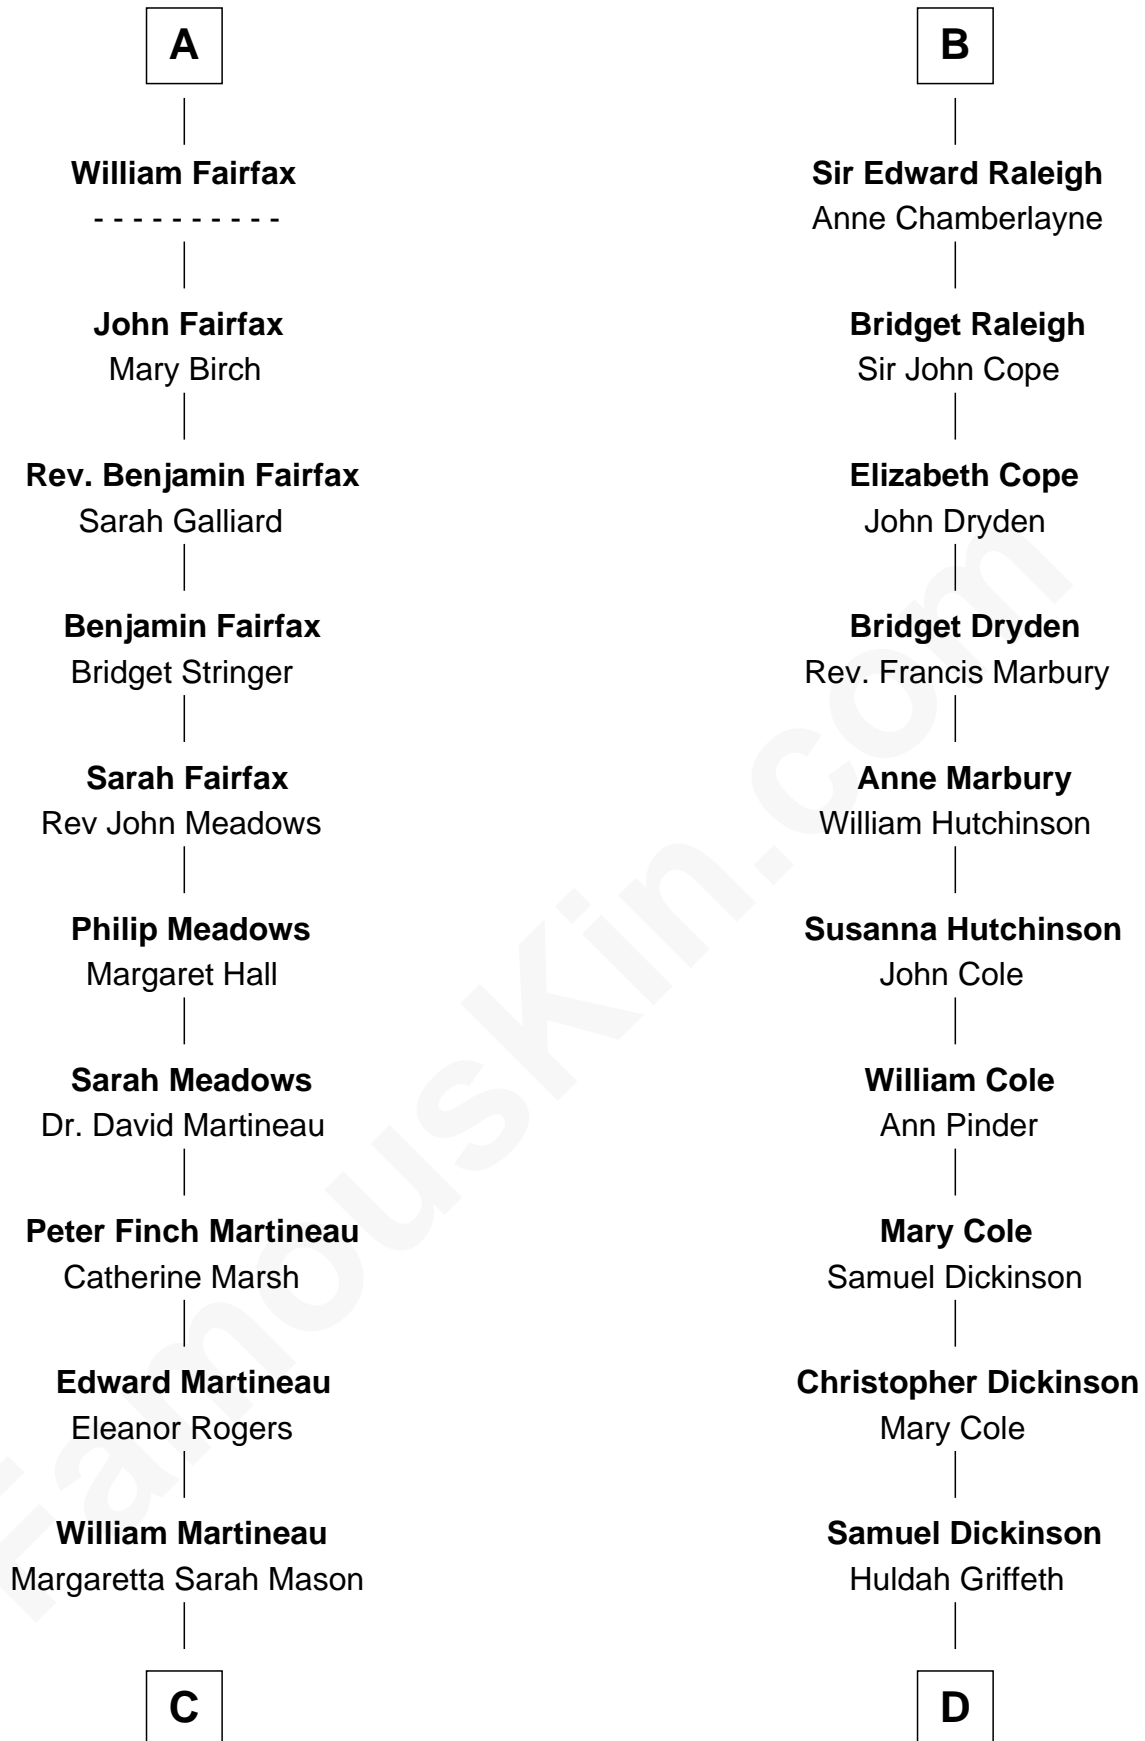 A
William Fairfax
- - - - - - - - - -
John Fairfax
Mary Birch
Rev. Benjamin Fairfax
Sarah Galliard
Benjamin Fairfax
Bridget Stringer
Sarah Fairfax
Rev John Meadows
Philip Meadows
Margaret Hall
Sarah Meadows
Dr. David Martineau
Peter Finch Martineau
Catherine Marsh
Edward Martineau
Eleanor Rogers
William Martineau
Margaretta Sarah Mason
C
B
Sir Edward Raleigh
Anne Chamberlayne
Bridget Raleigh
Sir John Cope
Elizabeth Cope
John Dryden
Bridget Dryden
Rev. Francis Marbury
Anne Marbury
William Hutchinson
Susanna Hutchinson
John Cole
William Cole
Ann Pinder
Mary Cole
Samuel Dickinson
Christopher Dickinson
Mary Cole
Samuel Dickinson
Huldah Griffeth
D
FamousKin.com